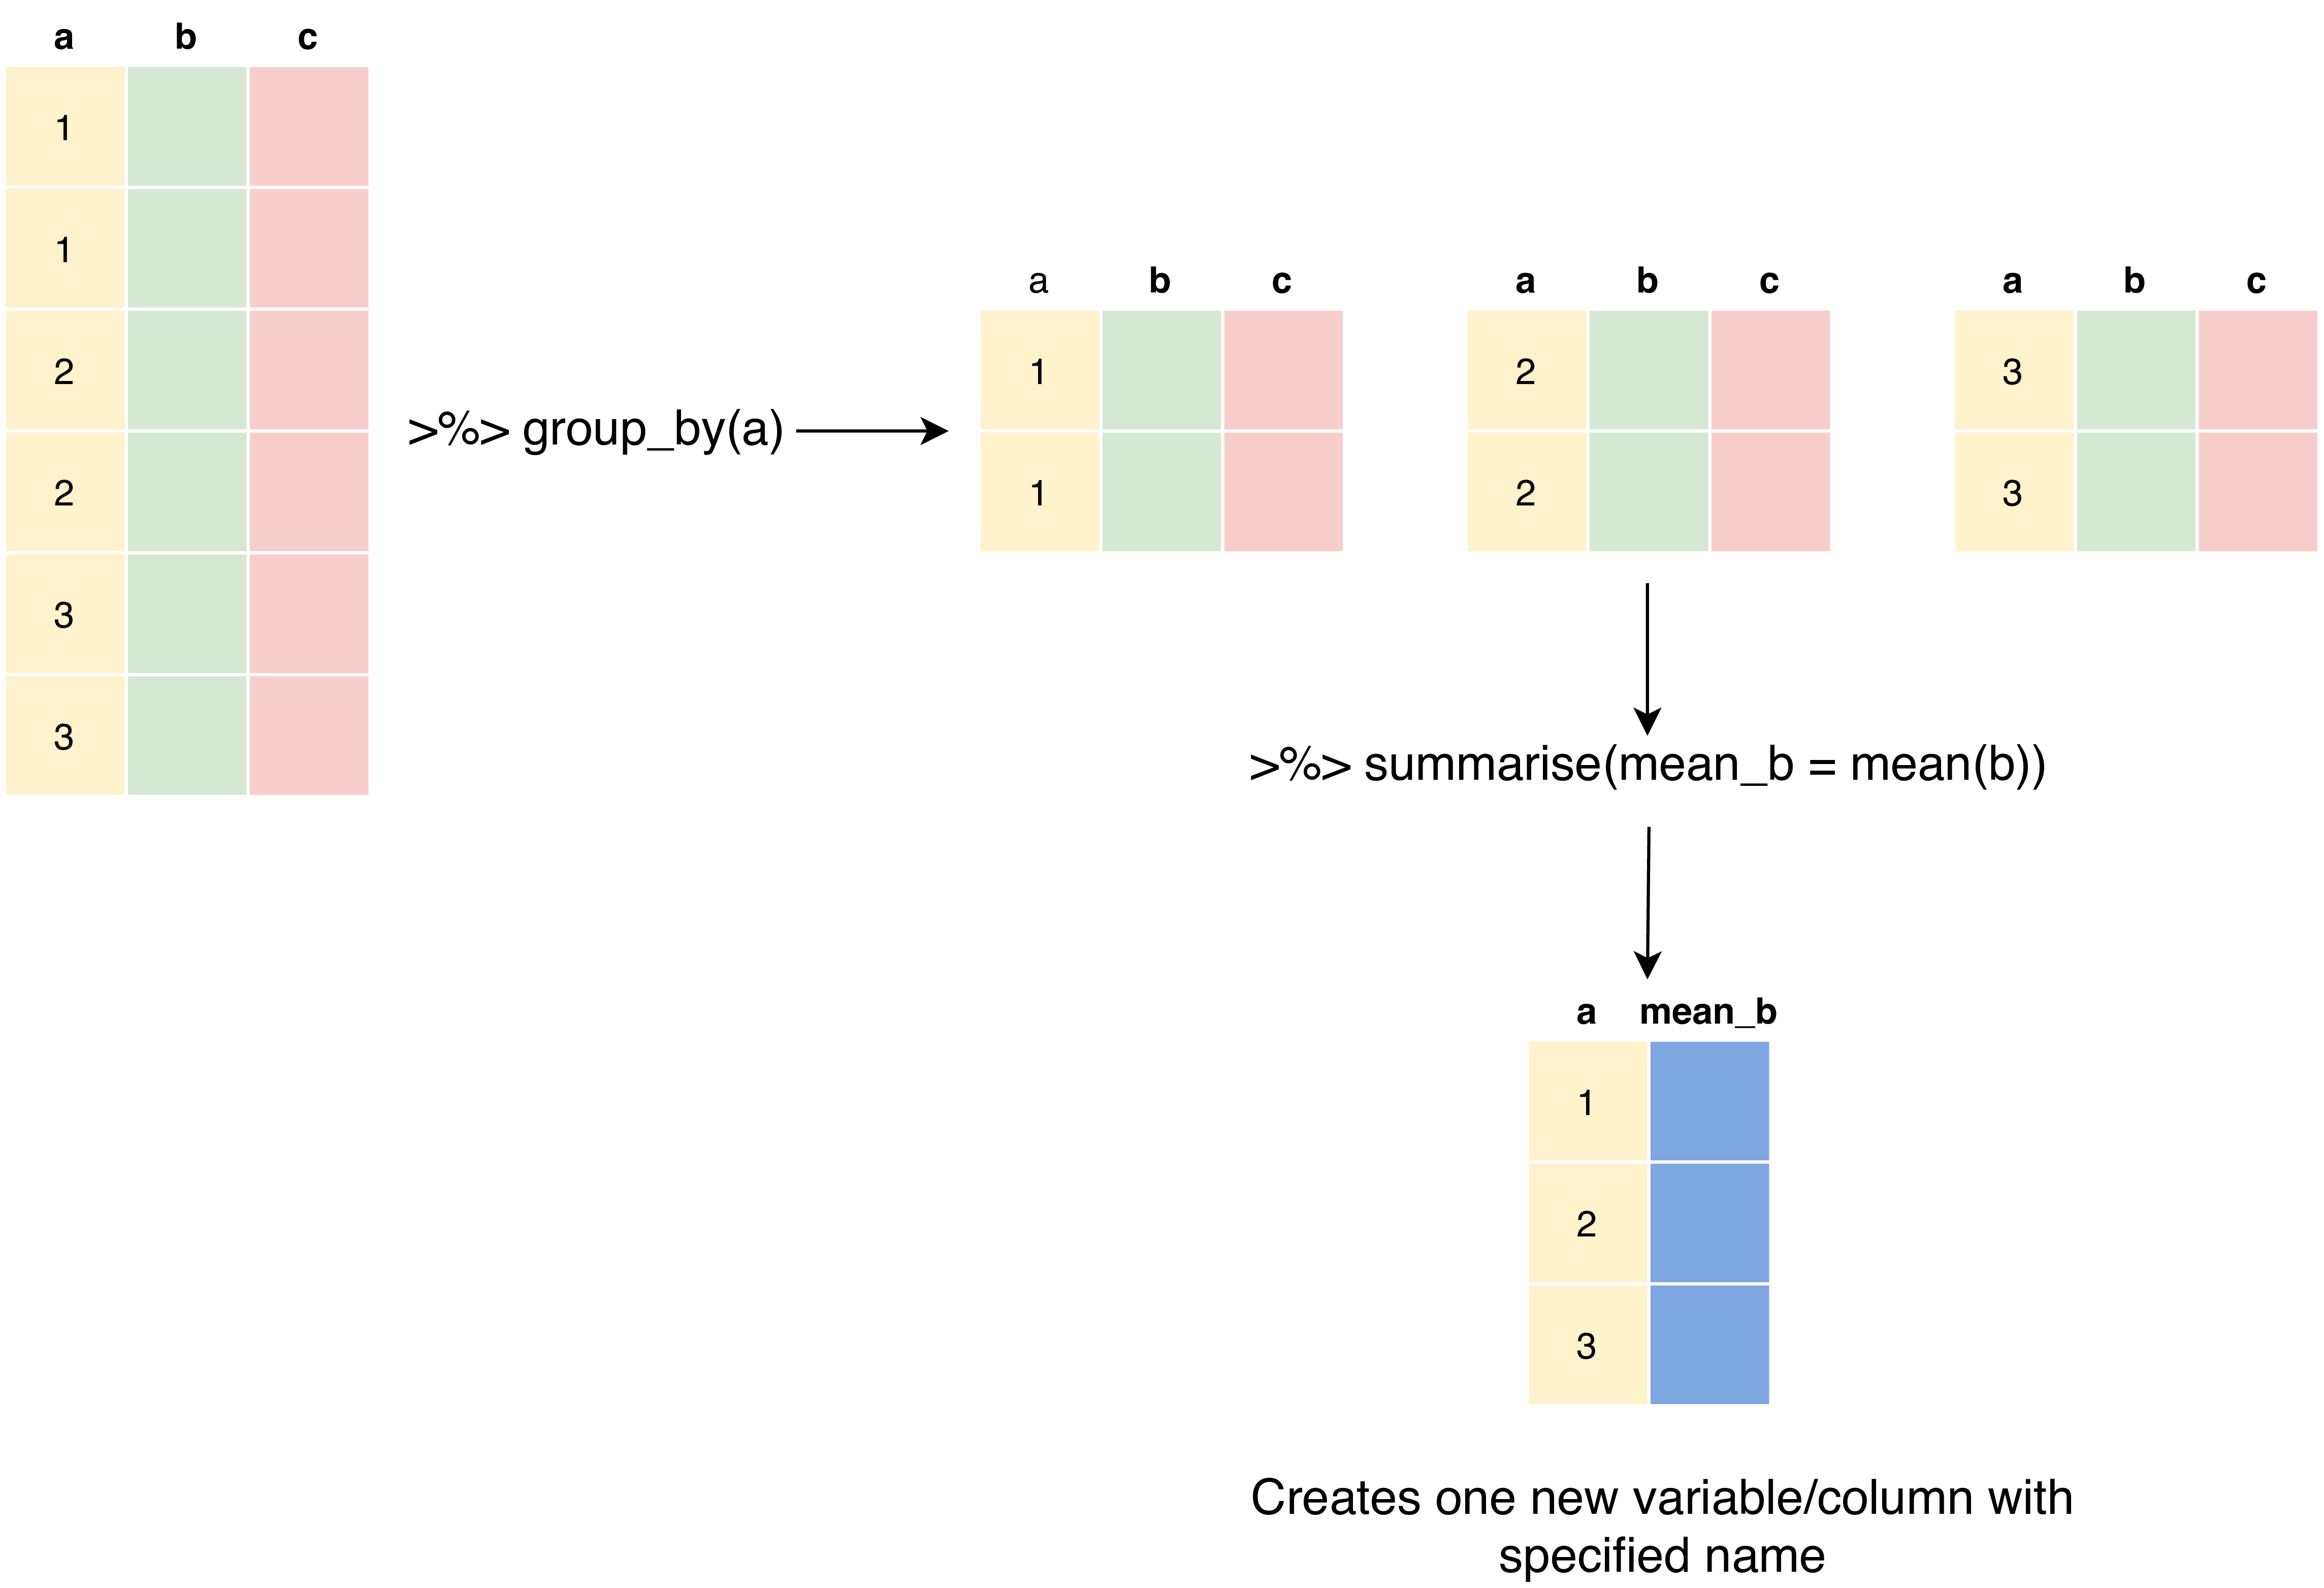 a b c
1
1
2
2
3
3
>%> group_by(a)
a b c
1
1
a b c
2
2
a b c
3
3
>%> summarise(mean_b = mean(b))
a mean_b
1
2
3
Creates one new variable/column with
specified name